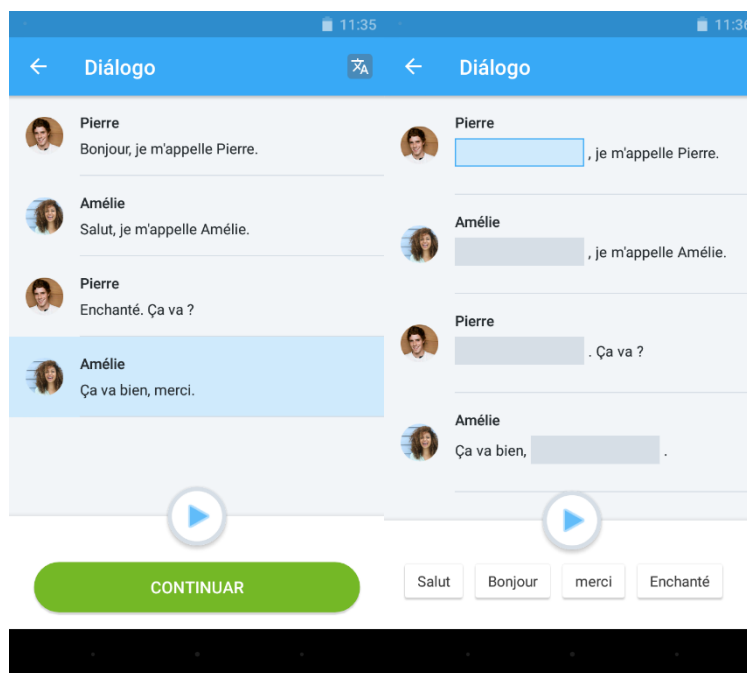 11:35
Diálogo
Pierre
Bonjour, je m'appelle Pierre.
Amélie
Salut, je m'appelle Amélie.
Pierre
Enchanté. Ça va ?
Amélie
Ça va bien, merci.
CONTINUAR
11:36
Diálogo
Pierre
, je m'appelle Pierre.
Amélie
, je m'appelle Amélie.
Pierre
. Ça va ?
Amélie
Ça va bien, .
Salut Bonjour merci Enchanté